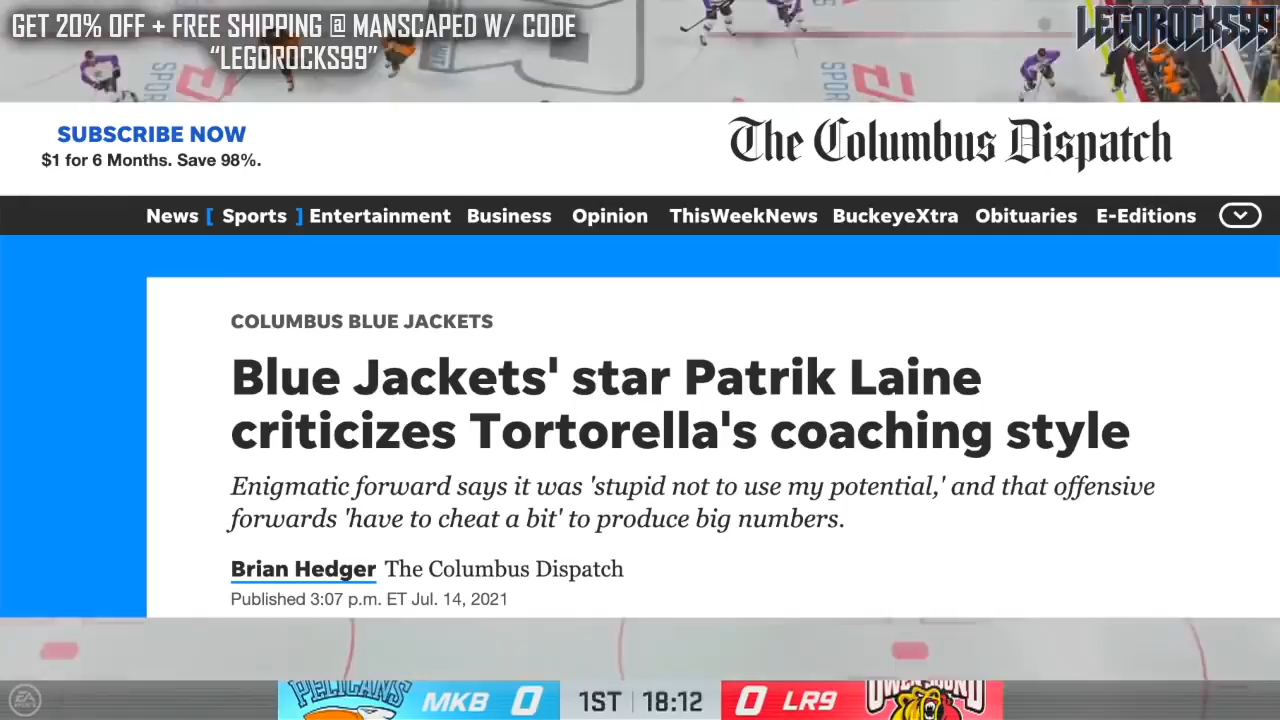 GET 20% OFF + FREE SHIPPING @ MANSCAPED W/ CODE
"LEGOROCKS99"
LEGOROCKS99
SUBSCRIBE NOW
$1 for 6 Months. Save 98%.
The Columbus Dispatch
News [ Sports ] Entertainment Business Opinion ThisWeekNews BuckeyeXtra Obituaries E-Editions
COLUMBUS BLUE JACKETS
Blue Jackets' star Patrik Laine
criticizes Tortorella's coaching style
Enigmatic forward says it was 'stupid not to use my potential,' and that offensive
forwards 'have to cheat a bit' to produce big numbers.
Brian Hedger The Columbus Dispatch
Published 3:07 p.m. ET Jul. 14, 2021
PELICANS MKB 0 1ST 18:12 0 LR9 OWEN SOUND